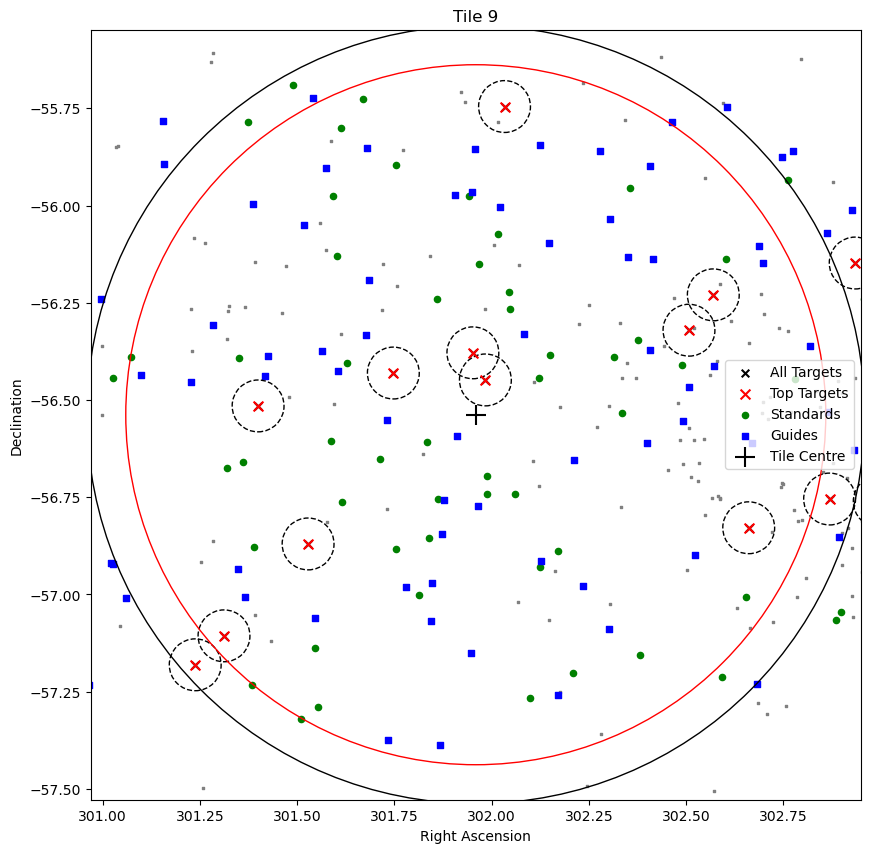 Tile 9
Declination
−55.75
−56.00
−56.25
−56.50
−56.75
−57.00
−57.25
−57.50
All Targets
Top Targets
Standards
Guides
Tile Centre
301.00 301.25 301.50 301.75 302.00 302.25 302.50 302.75
Right Ascension